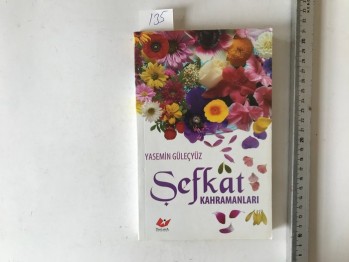 135
YASEMİN GÜLEÇYÜZ
Şefkat
KAHRAMANLARI